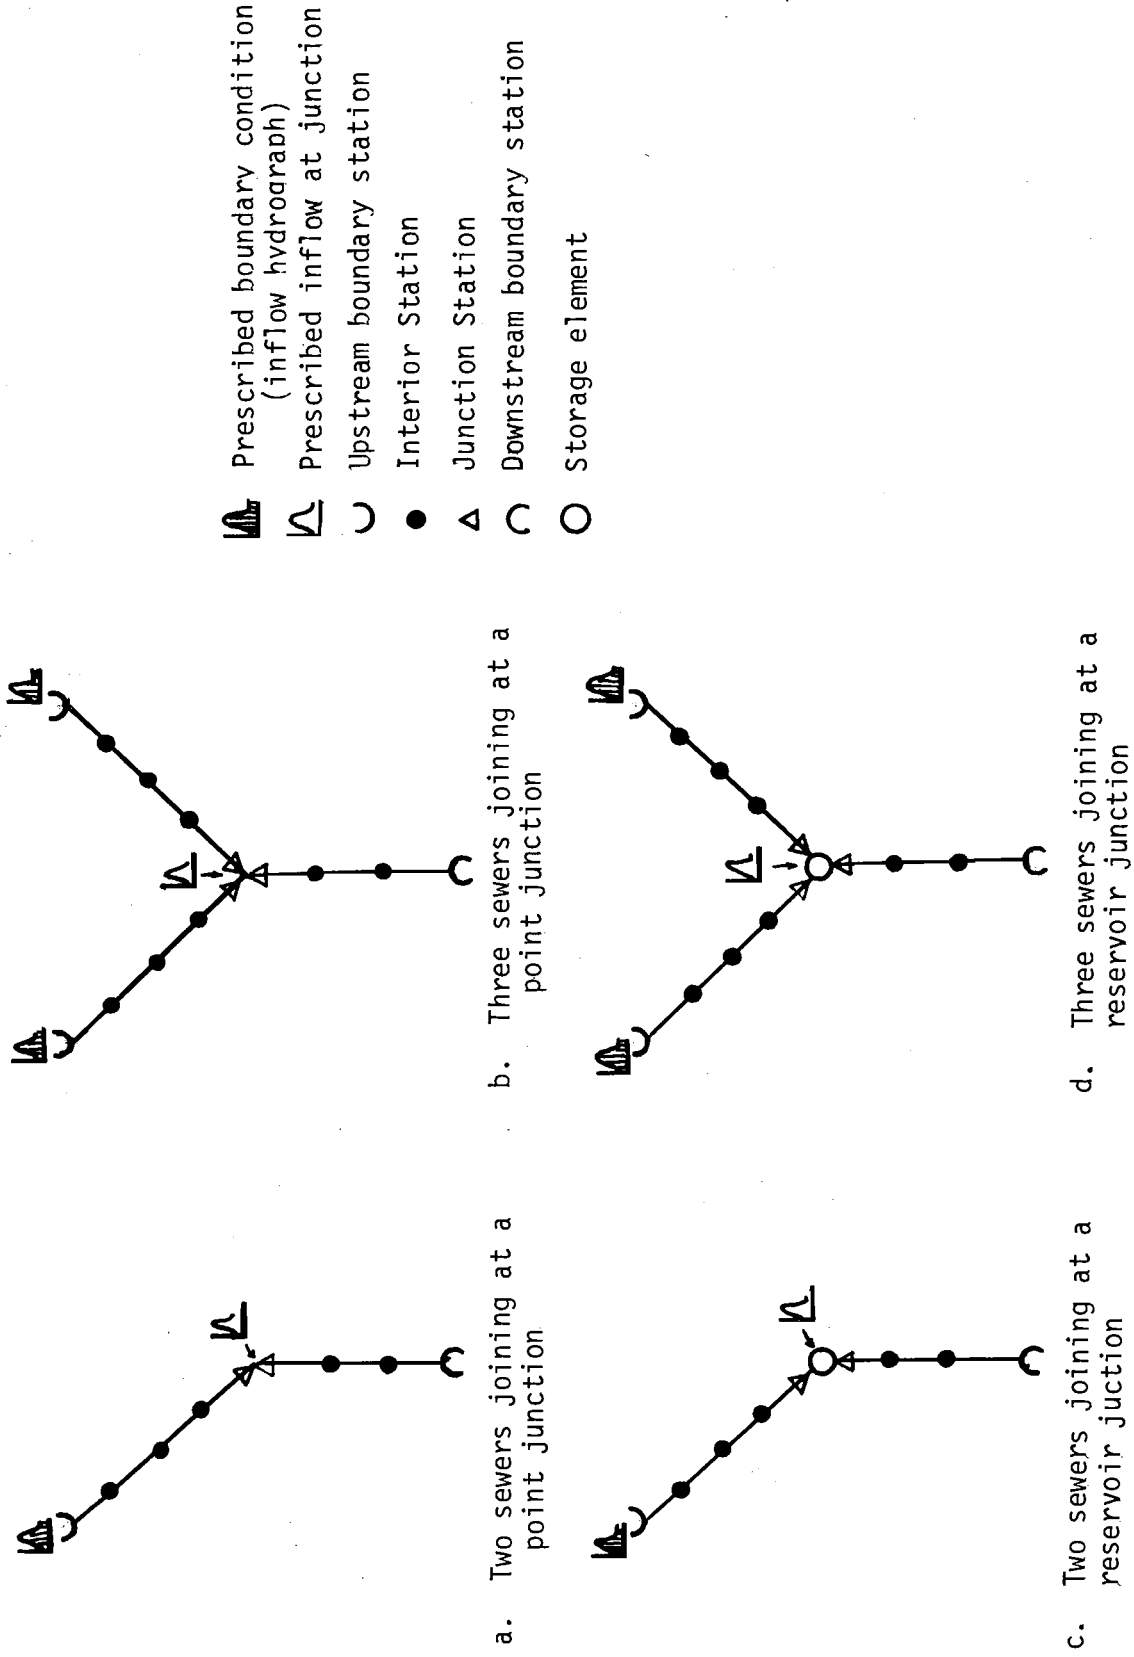 Prescribed boundary condition
(inflow hydrograph)
Prescribed inflow at junction
Upstream boundary station
Interior Station
Junction Station
Downstream boundary station
Storage element
a. Two sewers joining at a
point junction
b. Three sewers joining at a
point junction
c. Two sewers joining at a
reservoir juction
d. Three sewers joining at a
reservoir junction